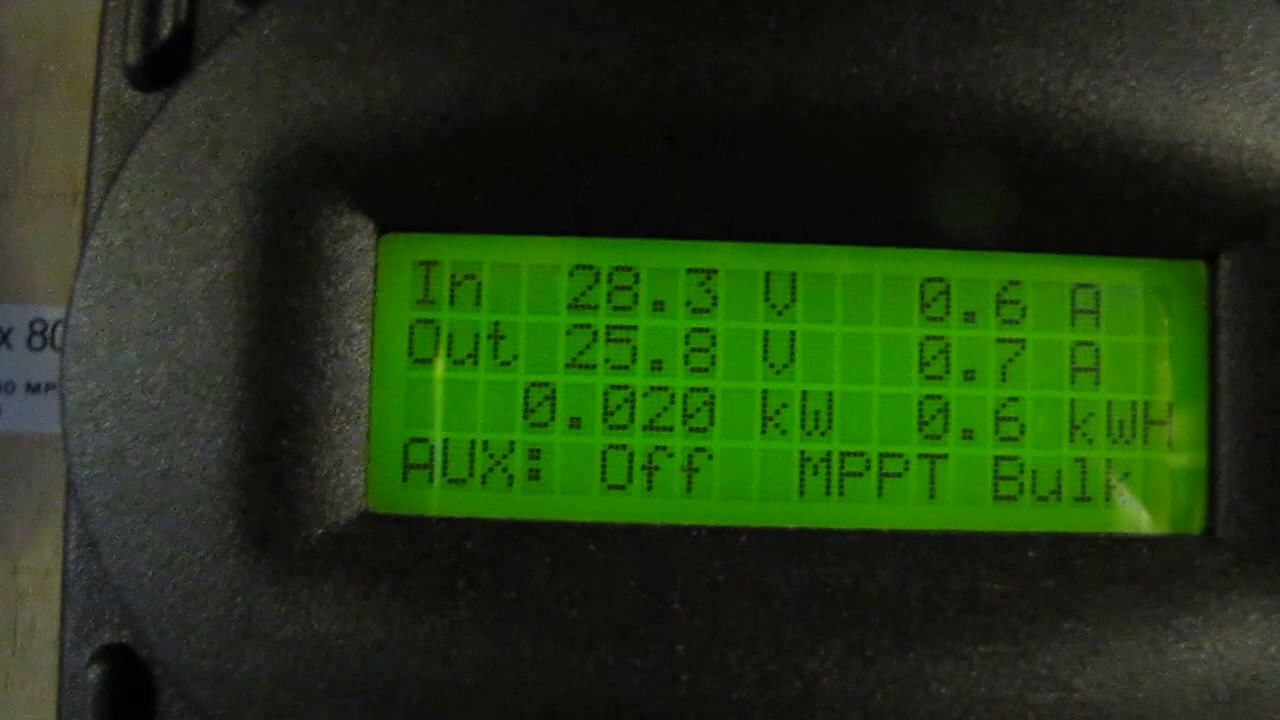 In 28.3 V 0.6 A
Out 25.8 V 0.7 A
0.020 kW 0.6 kWH
AUX: Off MPPT Bulk
x 80